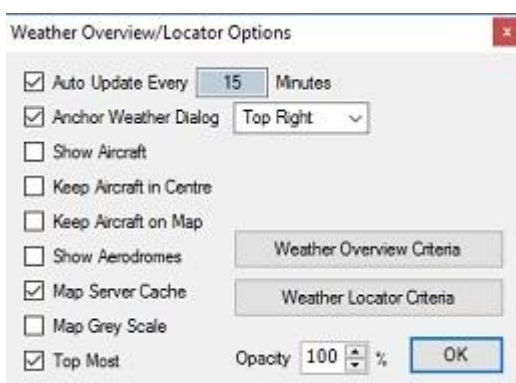 Weather Overview/Locator Options x
Auto Update Every 15 Minutes
Anchor Weather Dialog Top Right
Show Aircraft
Keep Aircraft in Centre
Keep Aircraft on Map
Show Aerodromes Weather Overview Criteria
Map Server Cache Weather Locator Criteria
Map Grey Scale
Top Most Opacity 100 % OK